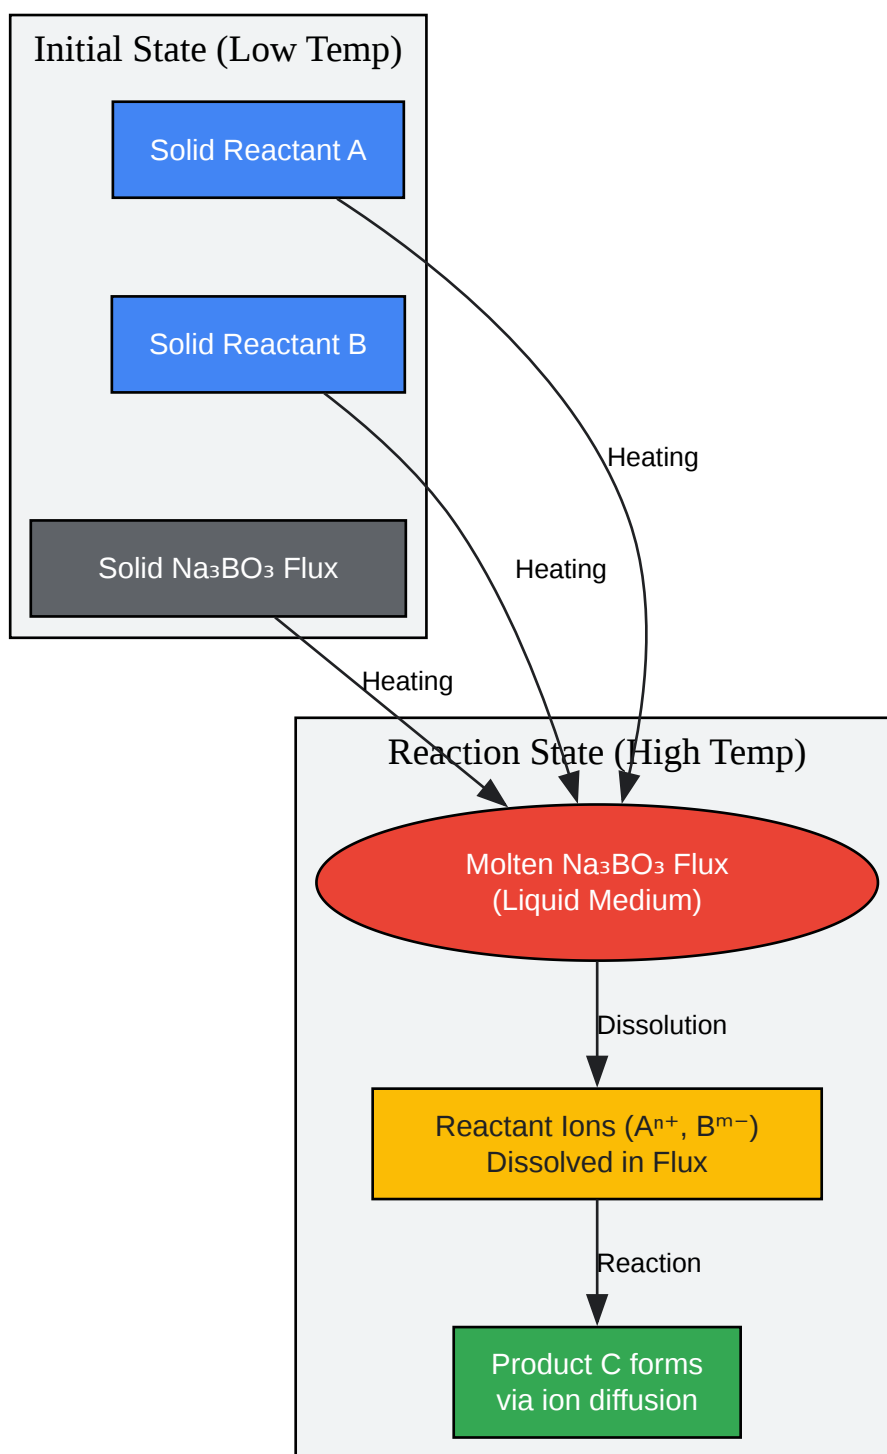 Initial State (Low Temp)
Solid Reactant A
Solid Reactant B
Heating
Heating
Solid Na₃BO₃ Flux
Heating
Reaction State (High Temp)
Molten Na₃BO₃ Flux
(Liquid Medium)
Dissolution
Reactant Ions (Aⁿ⁺, Bᵐ⁻)
Dissolved in Flux
Reaction
Product C forms
via ion diffusion